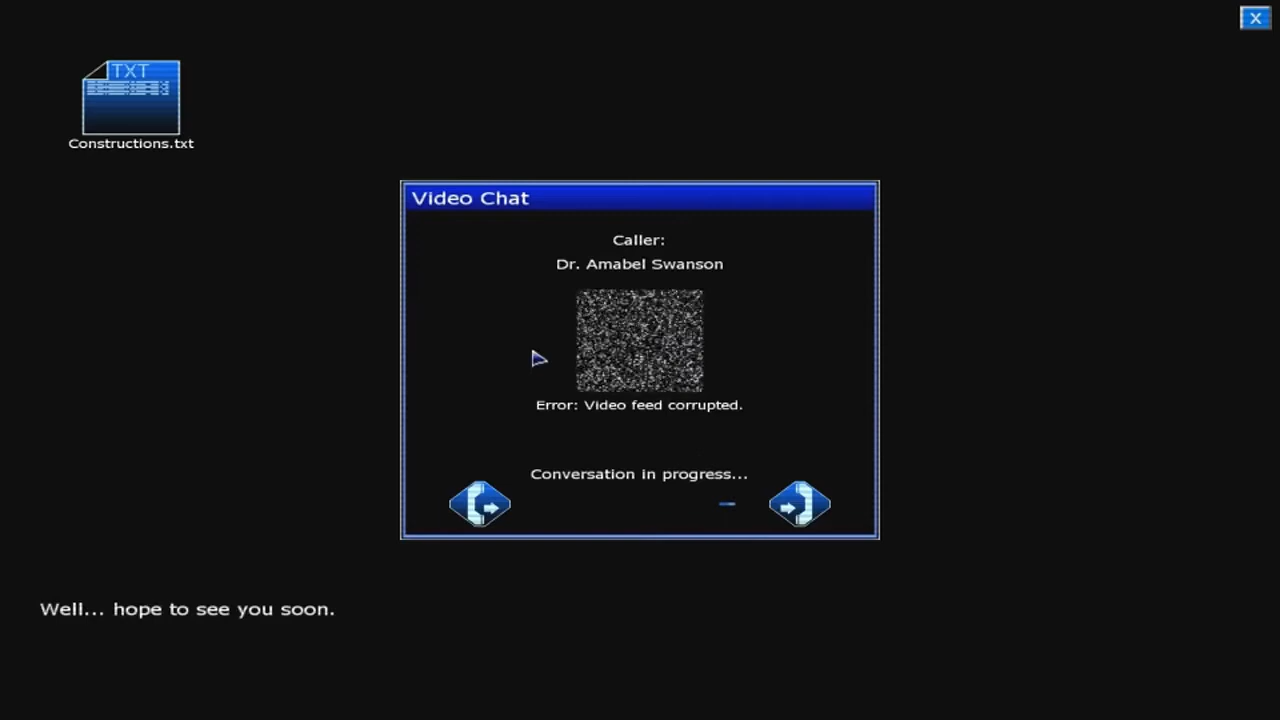 X
TXT
Constructions.txt
Video Chat
Caller:
Dr. Amabel Swanson
Error: Video feed corrupted.
Conversation in progress...
Well... hope to see you soon.